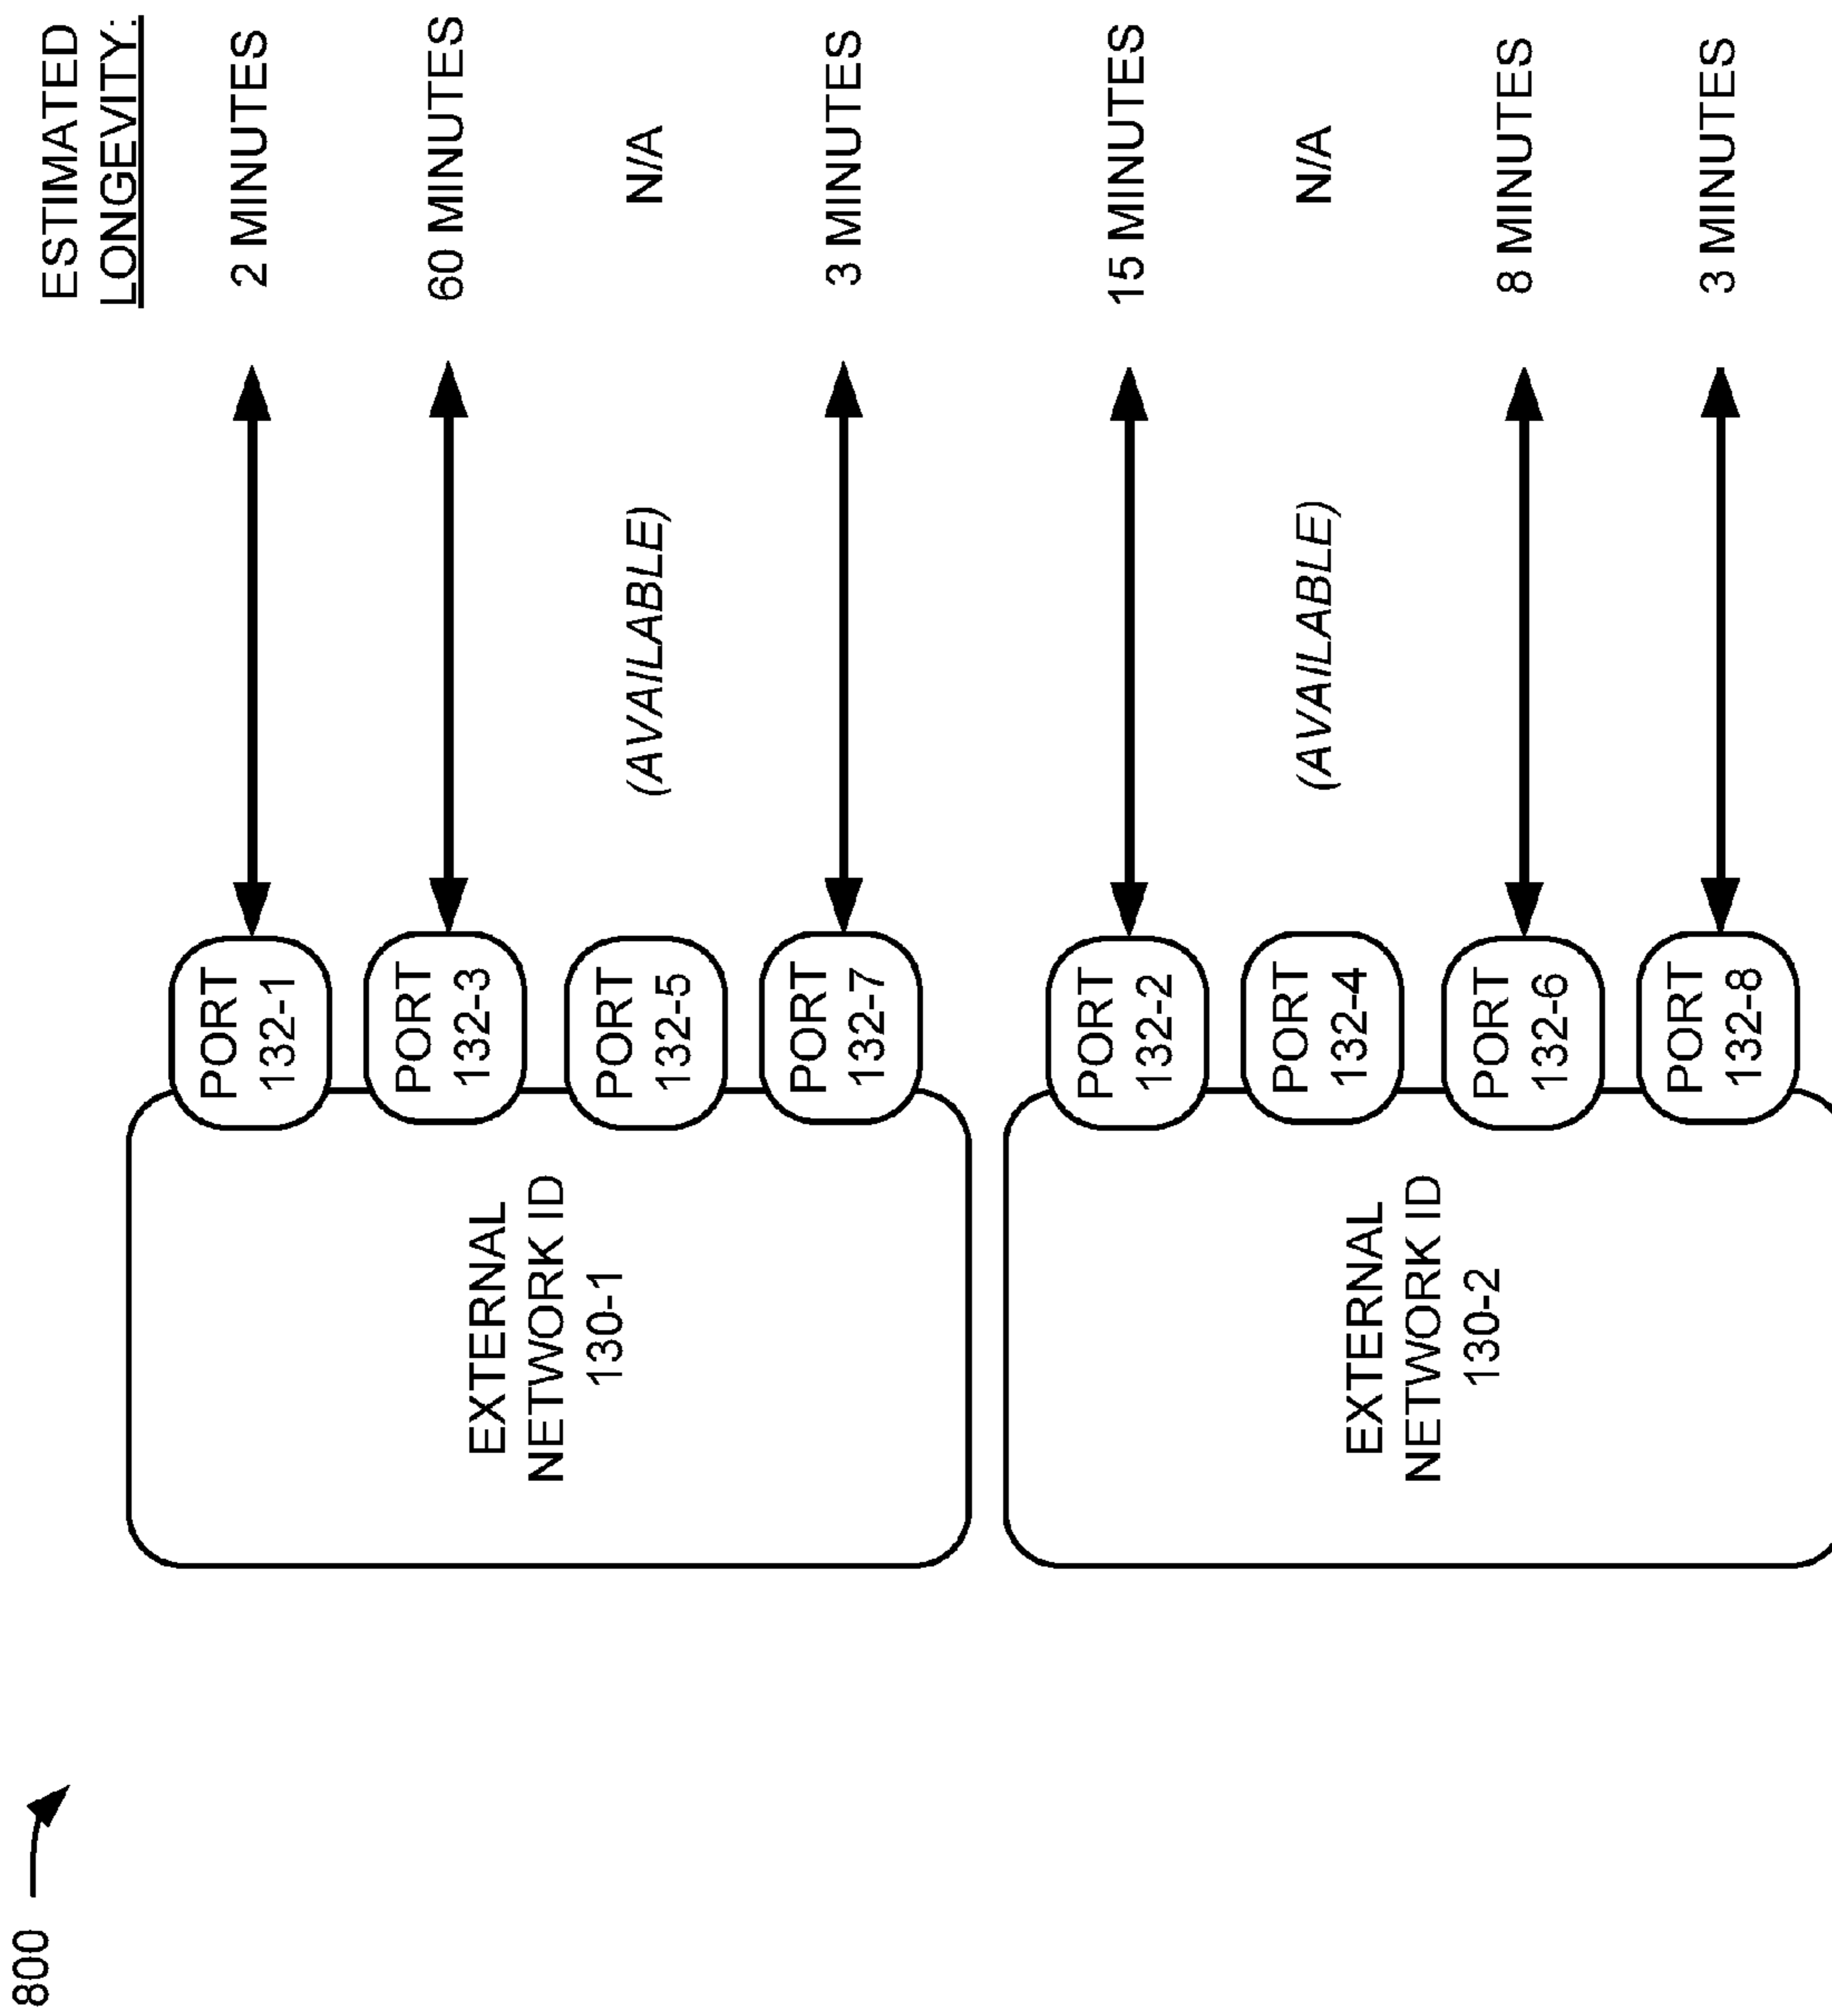 800
ESTIMATED
LONGEVITY:
EXTERNAL
NETWORK ID
130-1
PORT
132-1
2 MINUTES
PORT
132-3
60 MINUTES
PORT
132-5
(AVAILABLE)
N/A
PORT
132-7
3 MINUTES
EXTERNAL
NETWORK ID
130-2
PORT
132-2
15 MINUTES
PORT
132-4
(AVAILABLE)
N/A
PORT
132-6
8 MINUTES
PORT
132-8
3 MINUTES